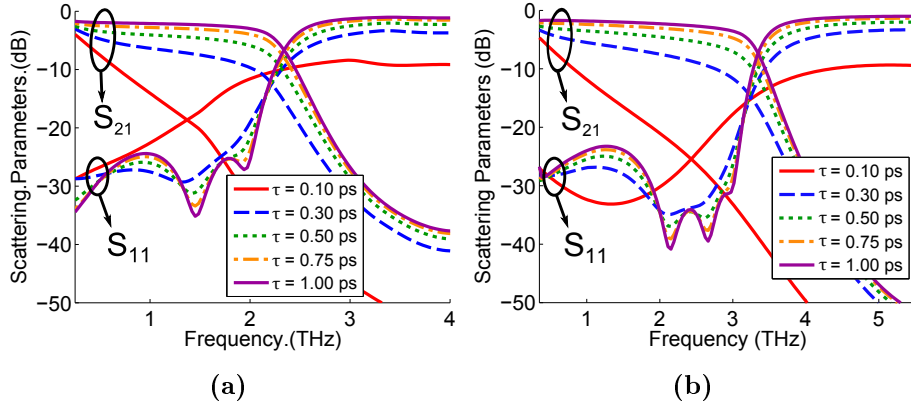 Scattering.Parameters.(dB)
0
−10
−20
−30
−40
−50
S21
S11
τ = 0.10 ps
τ = 0.30 ps
τ = 0.50 ps
τ = 0.75 ps
τ = 1.00 ps
1 2 3 4
Frequency.(THz)
(a)
Scattering Parameters (dB)
0
−10
−20
−30
−40
−50
S21
S11
τ = 0.10 ps
τ = 0.30 ps
τ = 0.50 ps
τ = 0.75 ps
τ = 1.00 ps
1 2 3 4 5
Frequency (THz)
(b)